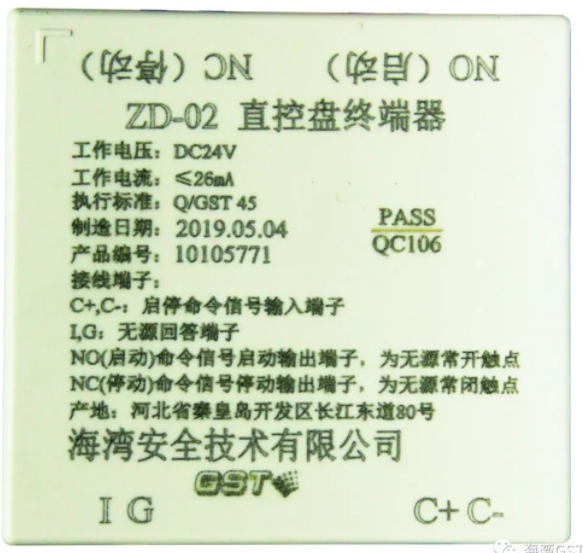 NC（停动） NO（启动）
ZD-02 直控盘终端器
工作电压：DC24V
工作电流：≤26mA
执行标准：Q/GST 45
制造日期：2019.05.04
产品编号：10105771
PASS
QC106
接线端子：
C+,C-：启停命令信号输入端子
I,G：无源回答端子
NO(启动)命令信号启动输出端子，为无源常开触点
NC(停动)命令信号停动输出端子，为无源常闭触点
产地：河北省秦皇岛开发区长江东道80号
海湾安全技术有限公司
GST
I G C+ C-
海湾GST